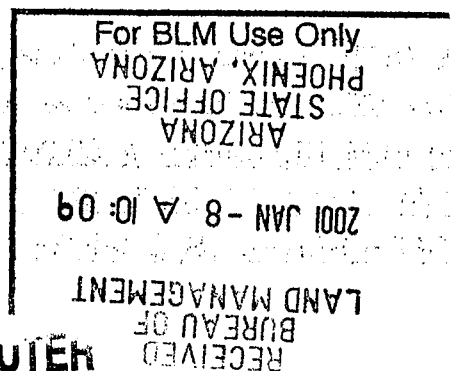 For BLM Use Only
RECEIVED
BUREAU OF
LAND MANAGEMENT
2001 JAN -8 A 10: 09
ARIZONA
STATE OFFICE
PHOENIX, ARIZONA
UTER